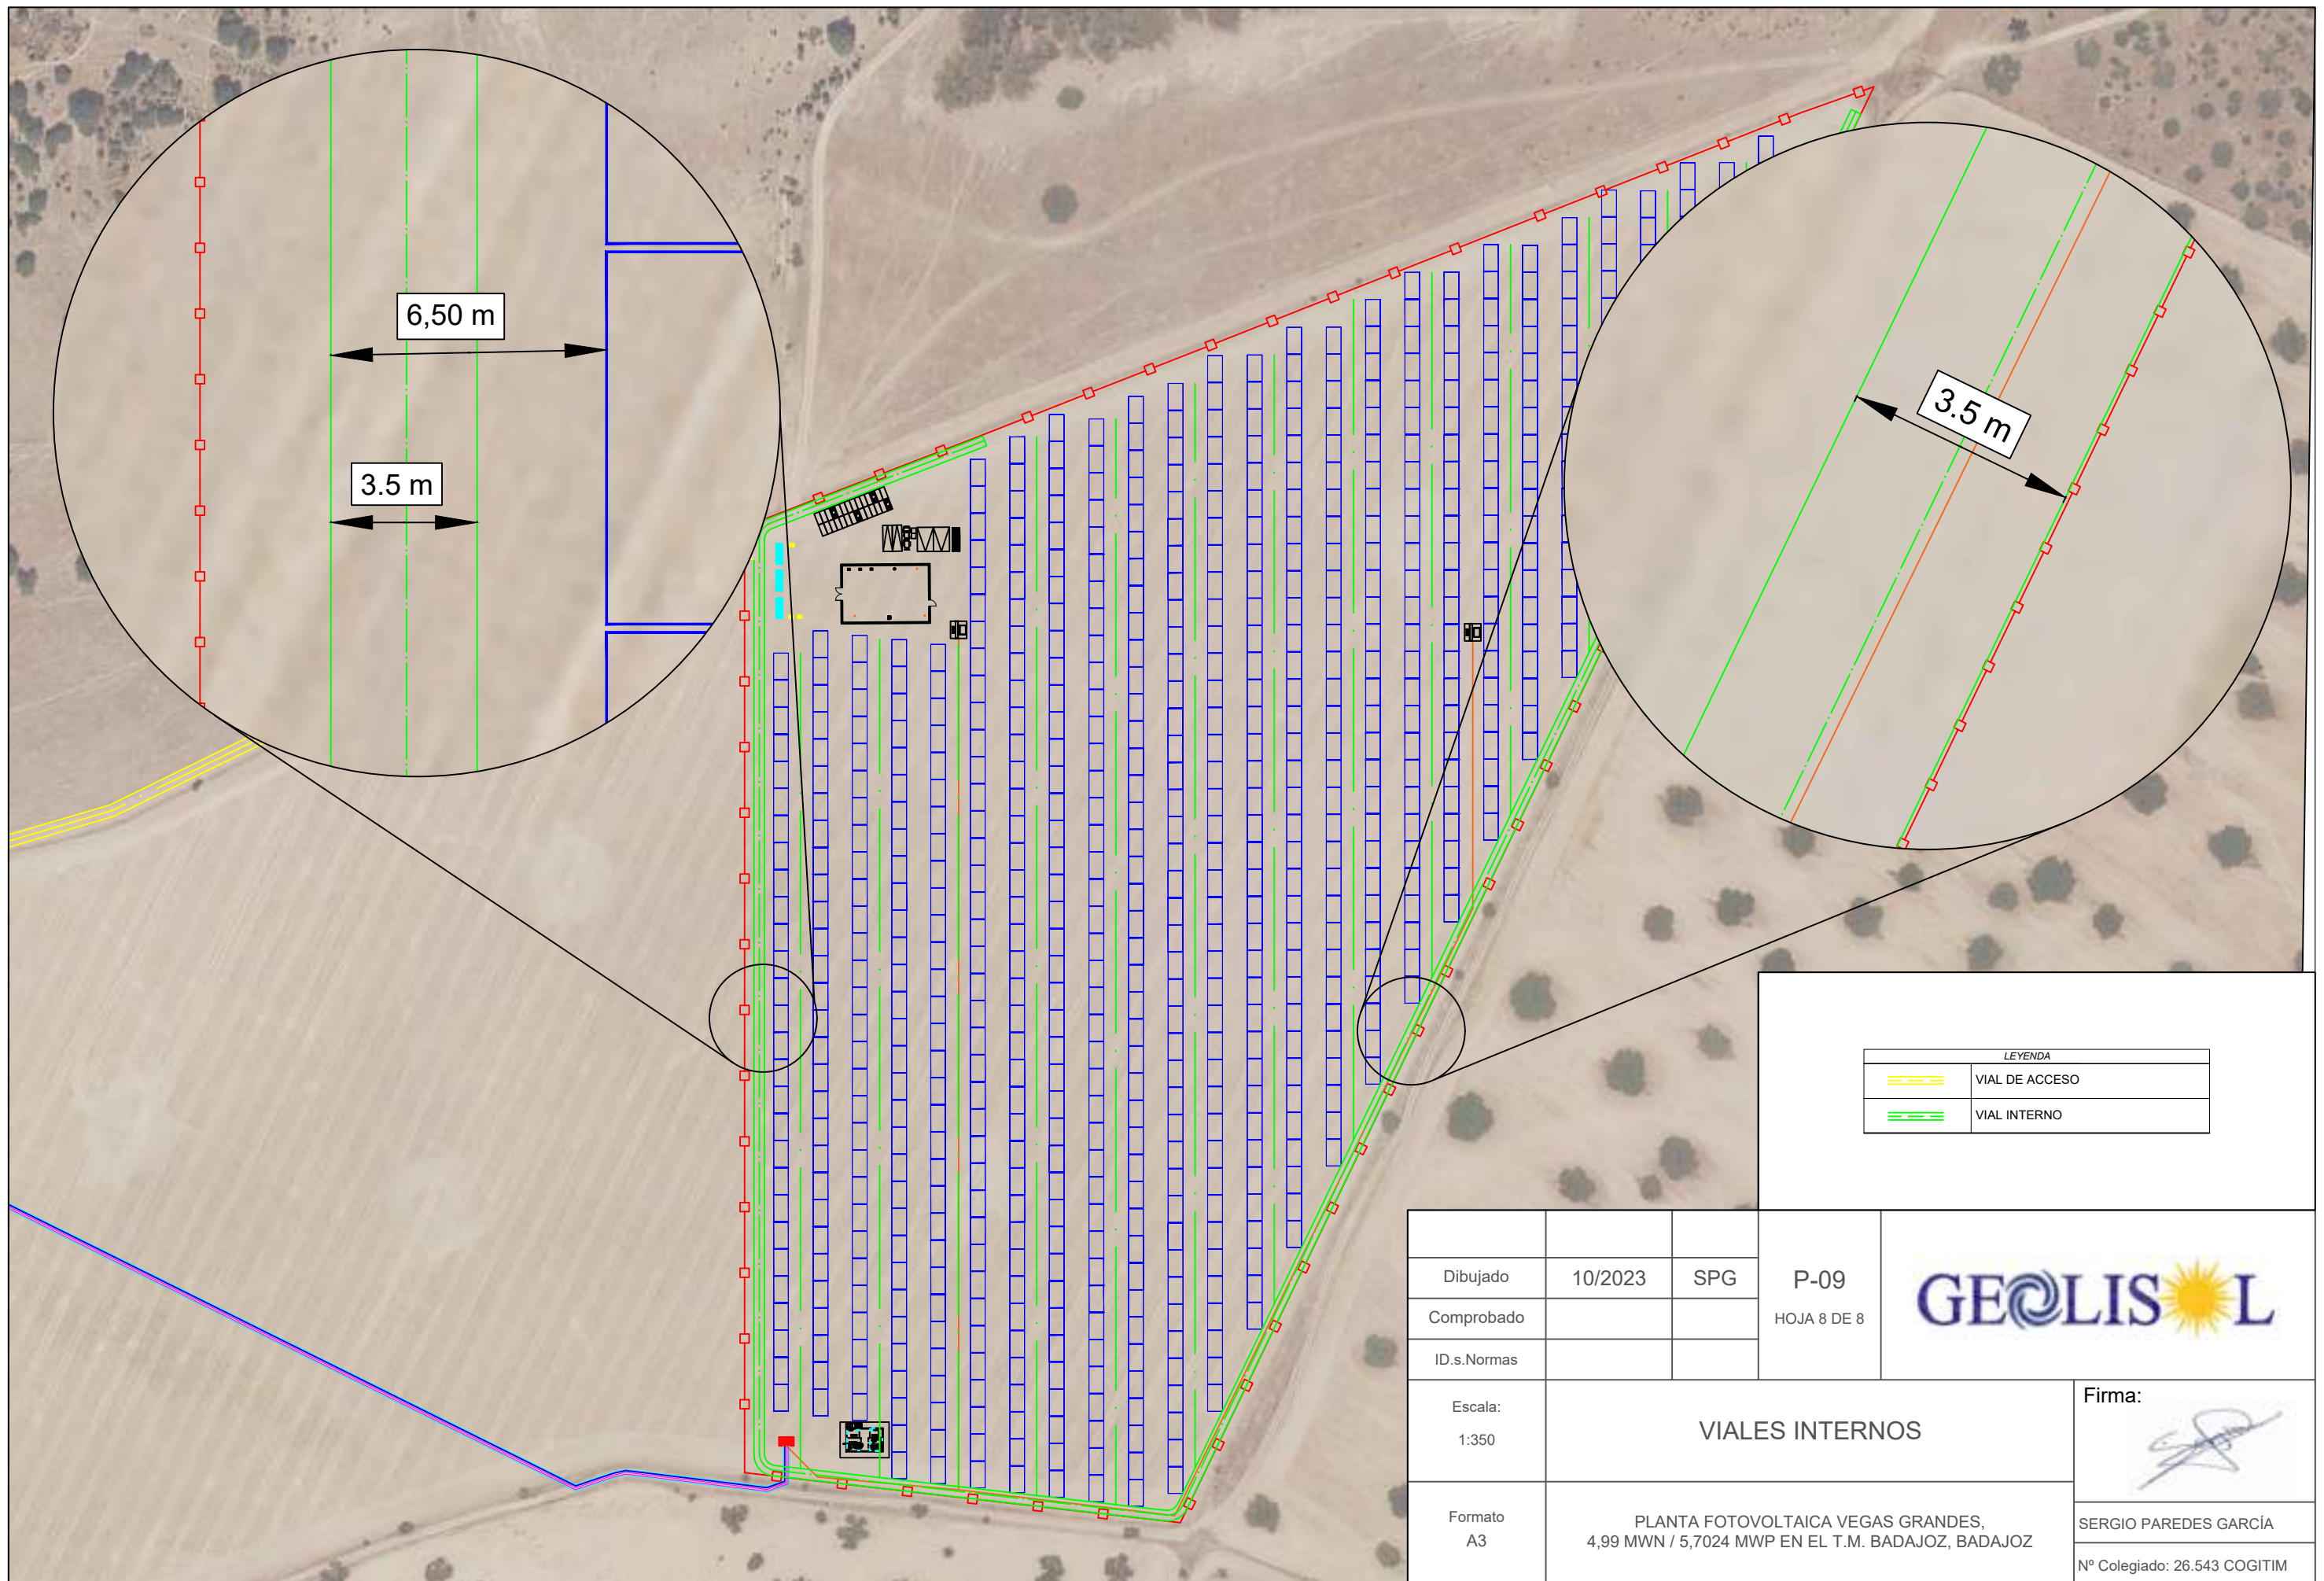 6,50 m
3.5 m
3.5 m
LEYENDA
VIAL DE ACCESO
VIAL INTERNO
Dibujado 10/2023 SPG
Comprobado
ID.s.Normas
P-09
HOJA 8 DE 8
GEOLISOL
Escala:
1:350
VIALES INTERNOS
Firma:
Formato
A3
PLANTA FOTOVOLTAICA VEGAS GRANDES,
4,99 MWN / 5,7024 MWP EN EL T.M. BADAJOZ, BADAJOZ
SERGIO PAREDES GARCÍA
Nº Colegiado: 26.543 COGITIM